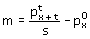 m = p^t_{x+t}/s − p^0_x